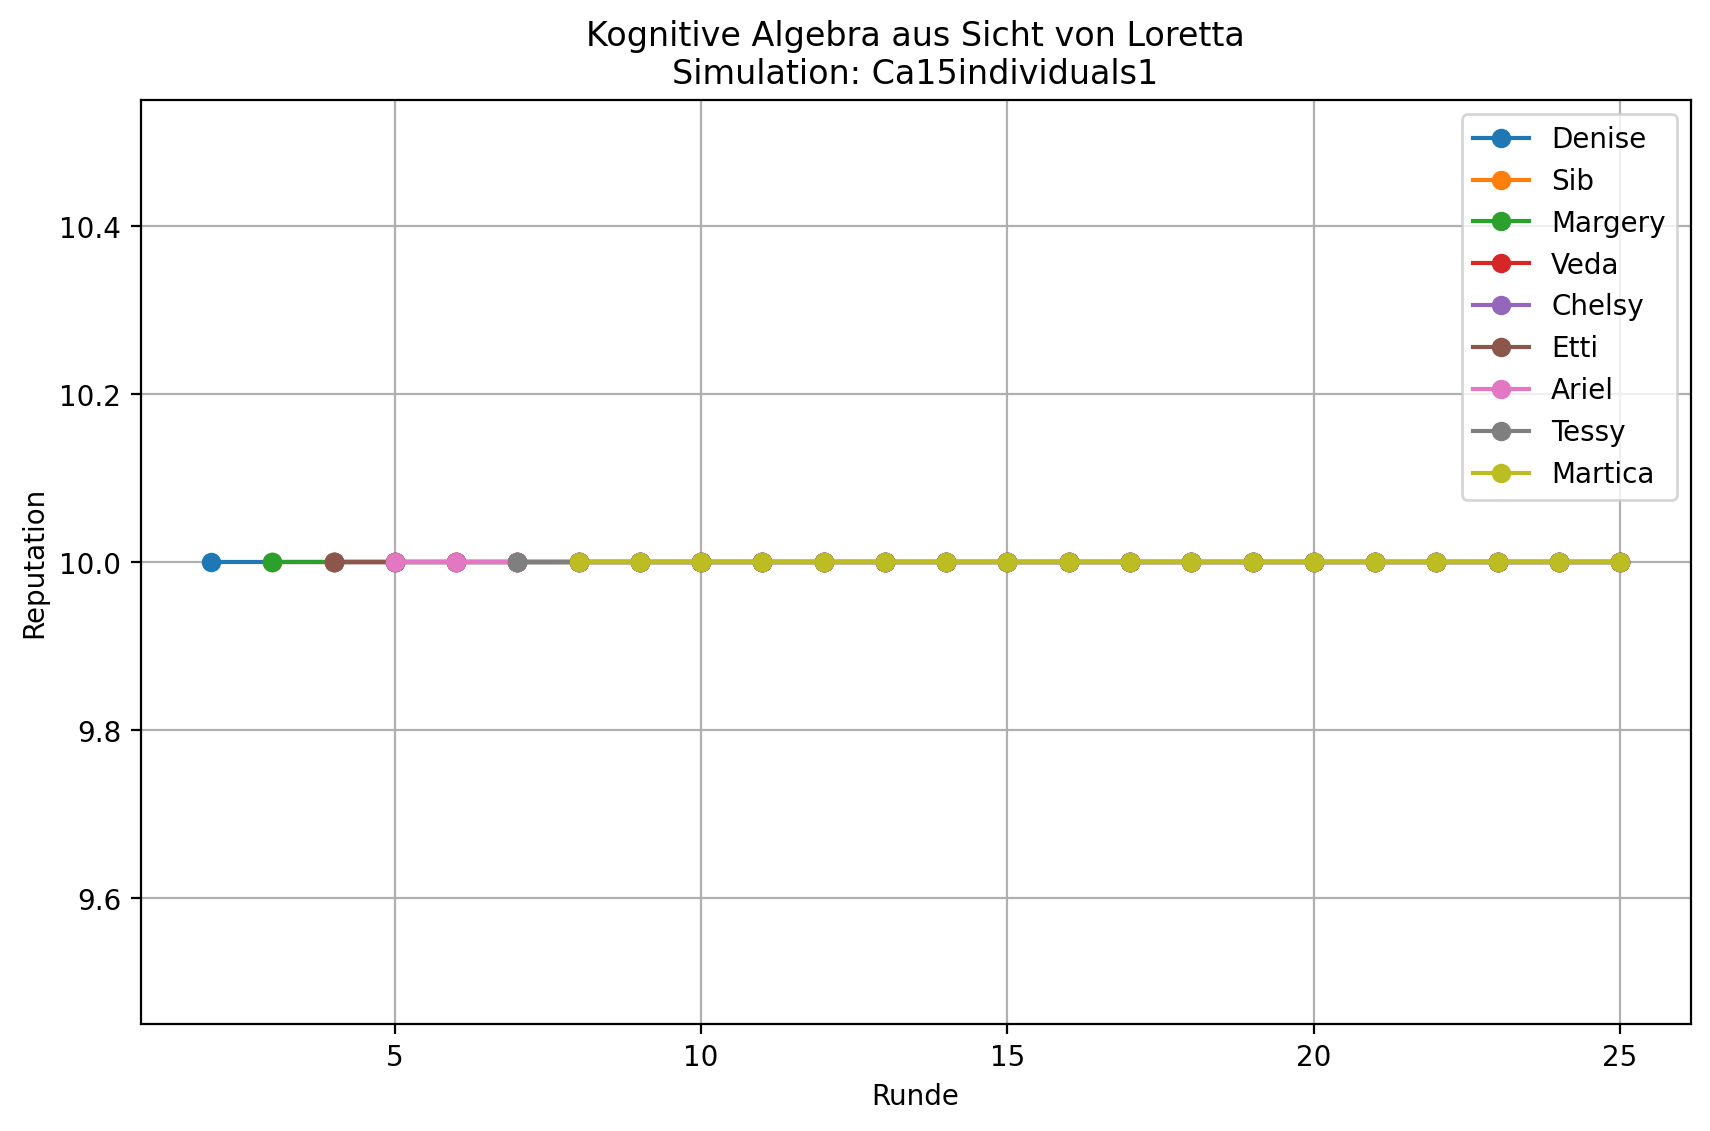 Kognitive Algebra aus Sicht von Loretta
Simulation: Ca15individuals1
Denise
Sib
Margery
Veda
Chelsy
Etti
Ariel
Tessy
Martica
Reputation
10.4
10.2
10.0
9.8
9.6
5 10 15 20 25
Runde